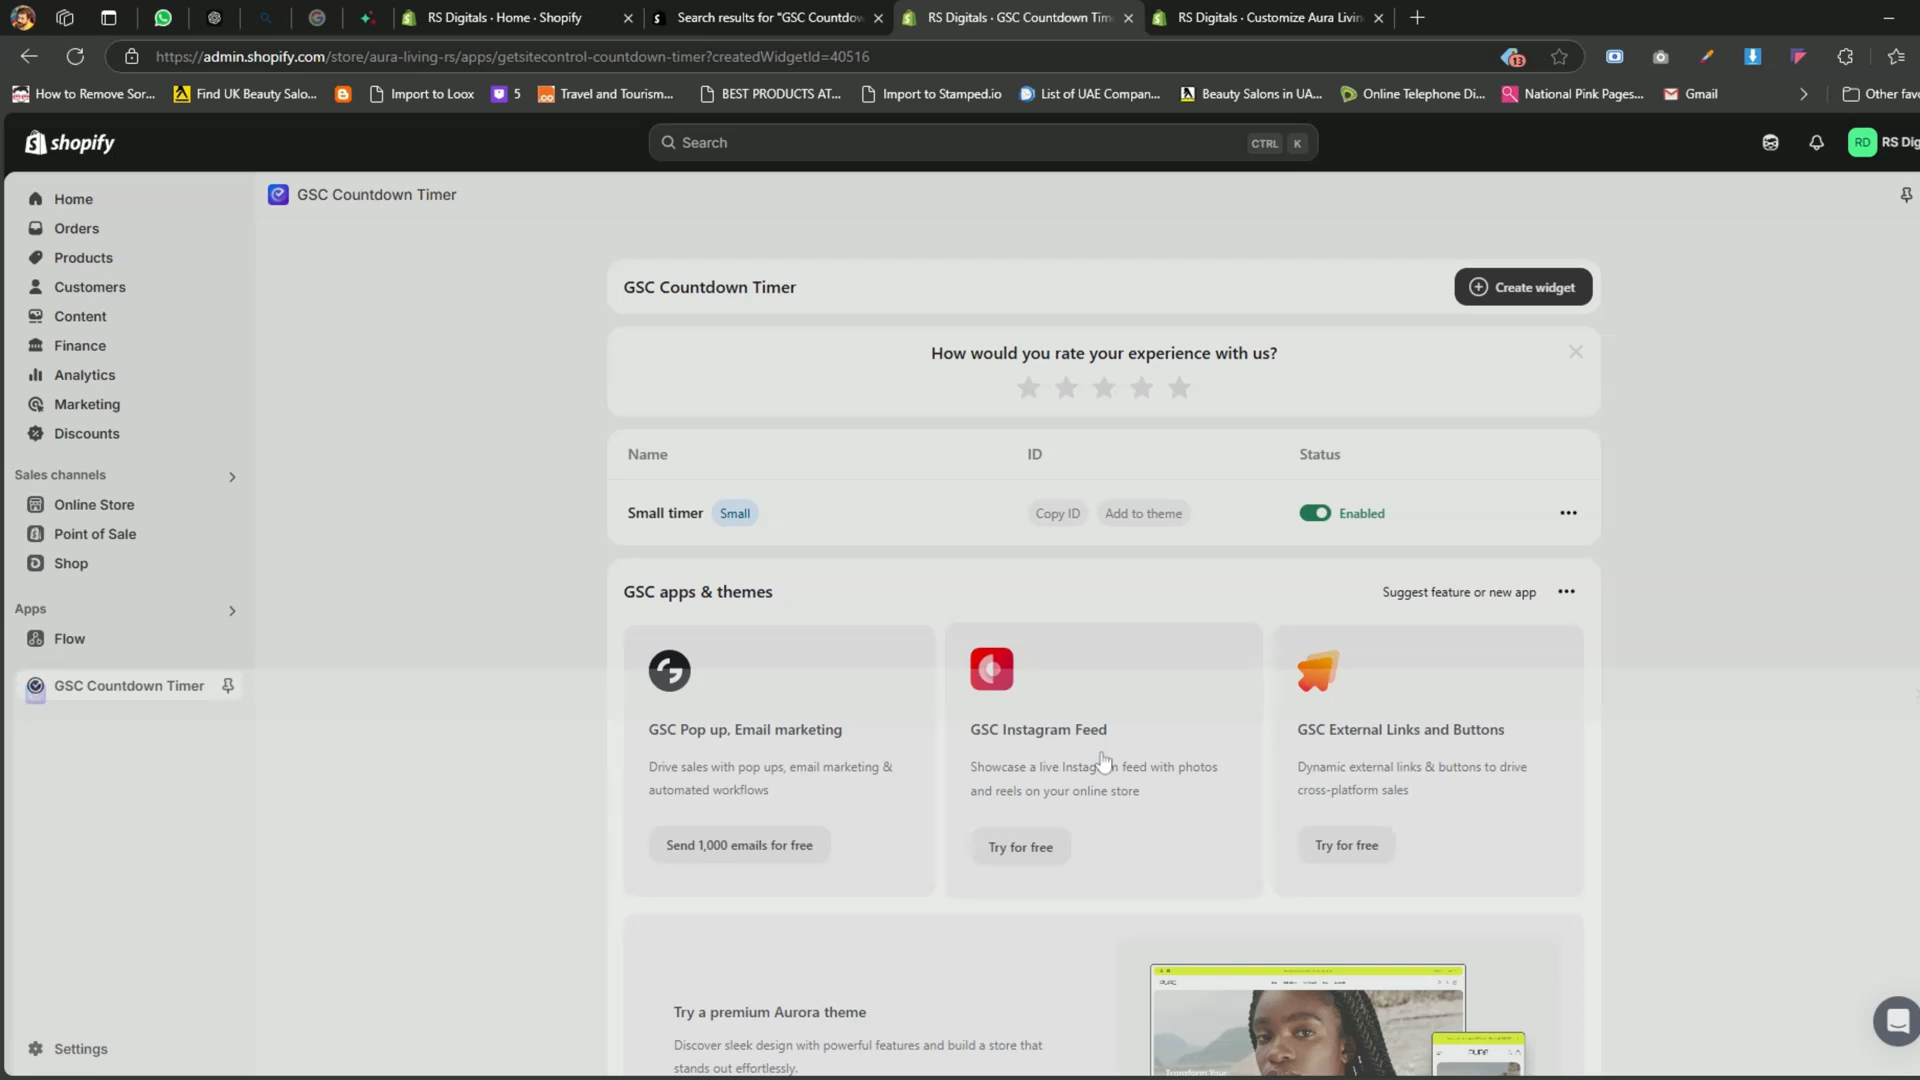 RS Digitals · Home · Shopify
Search results for "GSC Countdow
RS Digitals · GSC Countdown Tim
RS Digitals · Customize Aura Livin
https://admin.shopify.com/store/aura-living-rs/apps/getsitecontrol-countdown-timer?createdWidgetId=40516
13
How to Remove Sor...
Find UK Beauty Salo...
Import to Loox
5
Travel and Tourism...
BEST PRODUCTS AT...
Import to Stamped.io
List of UAE Compan...
Beauty Salons in UA...
Online Telephone Di...
National Pink Pages...
Gmail
Other favo
shopify
Search
CTRL K
RD RS Dig
Home
Orders
Products
Customers
Content
Finance
Analytics
Marketing
Discounts
Sales channels
Online Store
Point of Sale
Shop
Apps
Flow
GSC Countdown Timer
Settings
GSC Countdown Timer
GSC Countdown Timer
Create widget
How would you rate your experience with us?
Name ID Status
Small timer Small Copy ID Add to theme Enabled
GSC apps & themes
Suggest feature or new app
GSC Pop up, Email marketing
Drive sales with pop ups, email marketing &
automated workflows
Send 1,000 emails for free
GSC Instagram Feed
Showcase a live Instagram feed with photos
and reels on your online store
Try for free
GSC External Links and Buttons
Dynamic external links & buttons to drive
cross-platform sales
Try for free
Try a premium Aurora theme
Discover sleek design with powerful features and build a store that
stands out effortlessly.
PURE
PURE
Transform Your